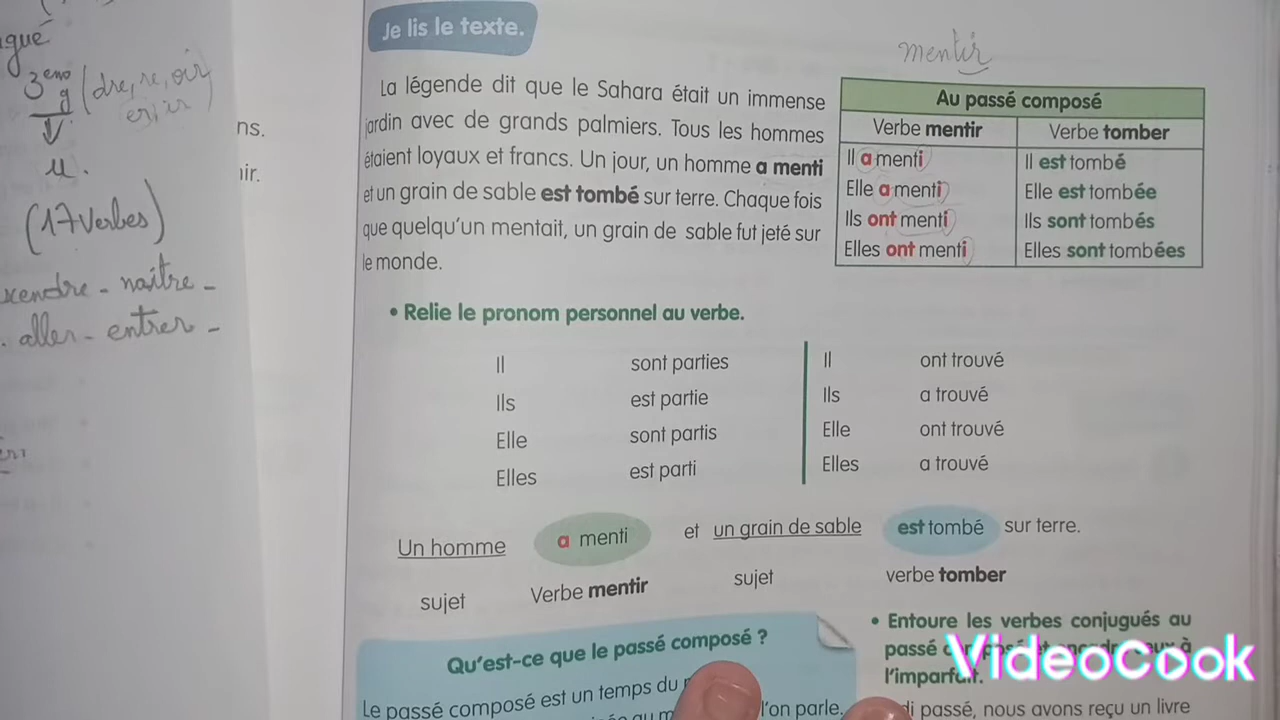 3eme g (dre, re, oir
er, ir)
u.
(17 Verbes)
naître -
aller - entrer -
ns.
Je lis le texte.
mentir
La légende dit que le Sahara était un immense
jardin avec de grands palmiers. Tous les hommes
étaient loyaux et francs. Un jour, un homme a menti
et un grain de sable est tombé sur terre. Chaque fois
que quelqu'un mentait, un grain de sable fut jeté sur
le monde.
Au passé composé
Verbe mentir Verbe tomber
Il a menti Il est tombé
Elle a menti Elle est tombée
Ils ont menti Ils sont tombés
Elles ont menti Elles sont tombées
• Relie le pronom personnel au verbe.
Il sont parties Il ont trouvé
Ils est partie Ils a trouvé
Elle sont partis Elle ont trouvé
Elles est parti Elles a trouvé
Un homme a menti et un grain de sable est tombé sur terre.
sujet Verbe mentir sujet verbe tomber
Qu'est-ce que le passé composé ?
Le passé composé est un temps du
l'on parle.
• Entoure les verbes conjugués au
passé
l'imparfait.
passé, nous avons reçu un livre
VideoCook